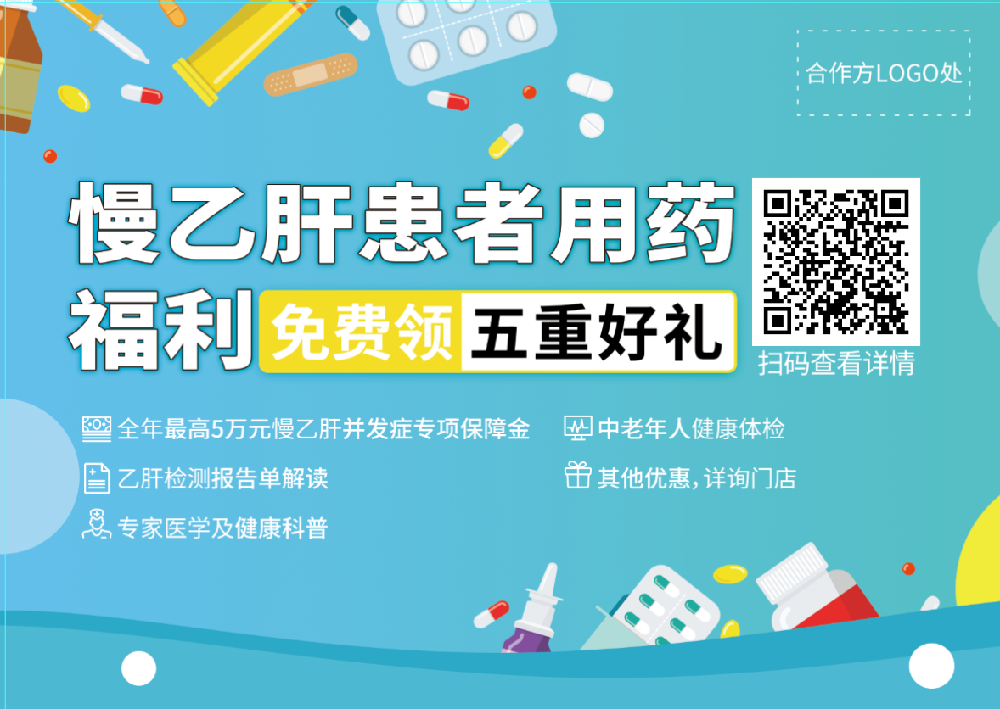 合作方LOGO处
慢乙肝患者用药
福利 免费领 五重好礼
扫码查看详情
全年最高5万元慢乙肝并发症专项保障金
乙肝检测报告单解读
专家医学及健康科普
中老年人健康体检
其他优惠，详询门店